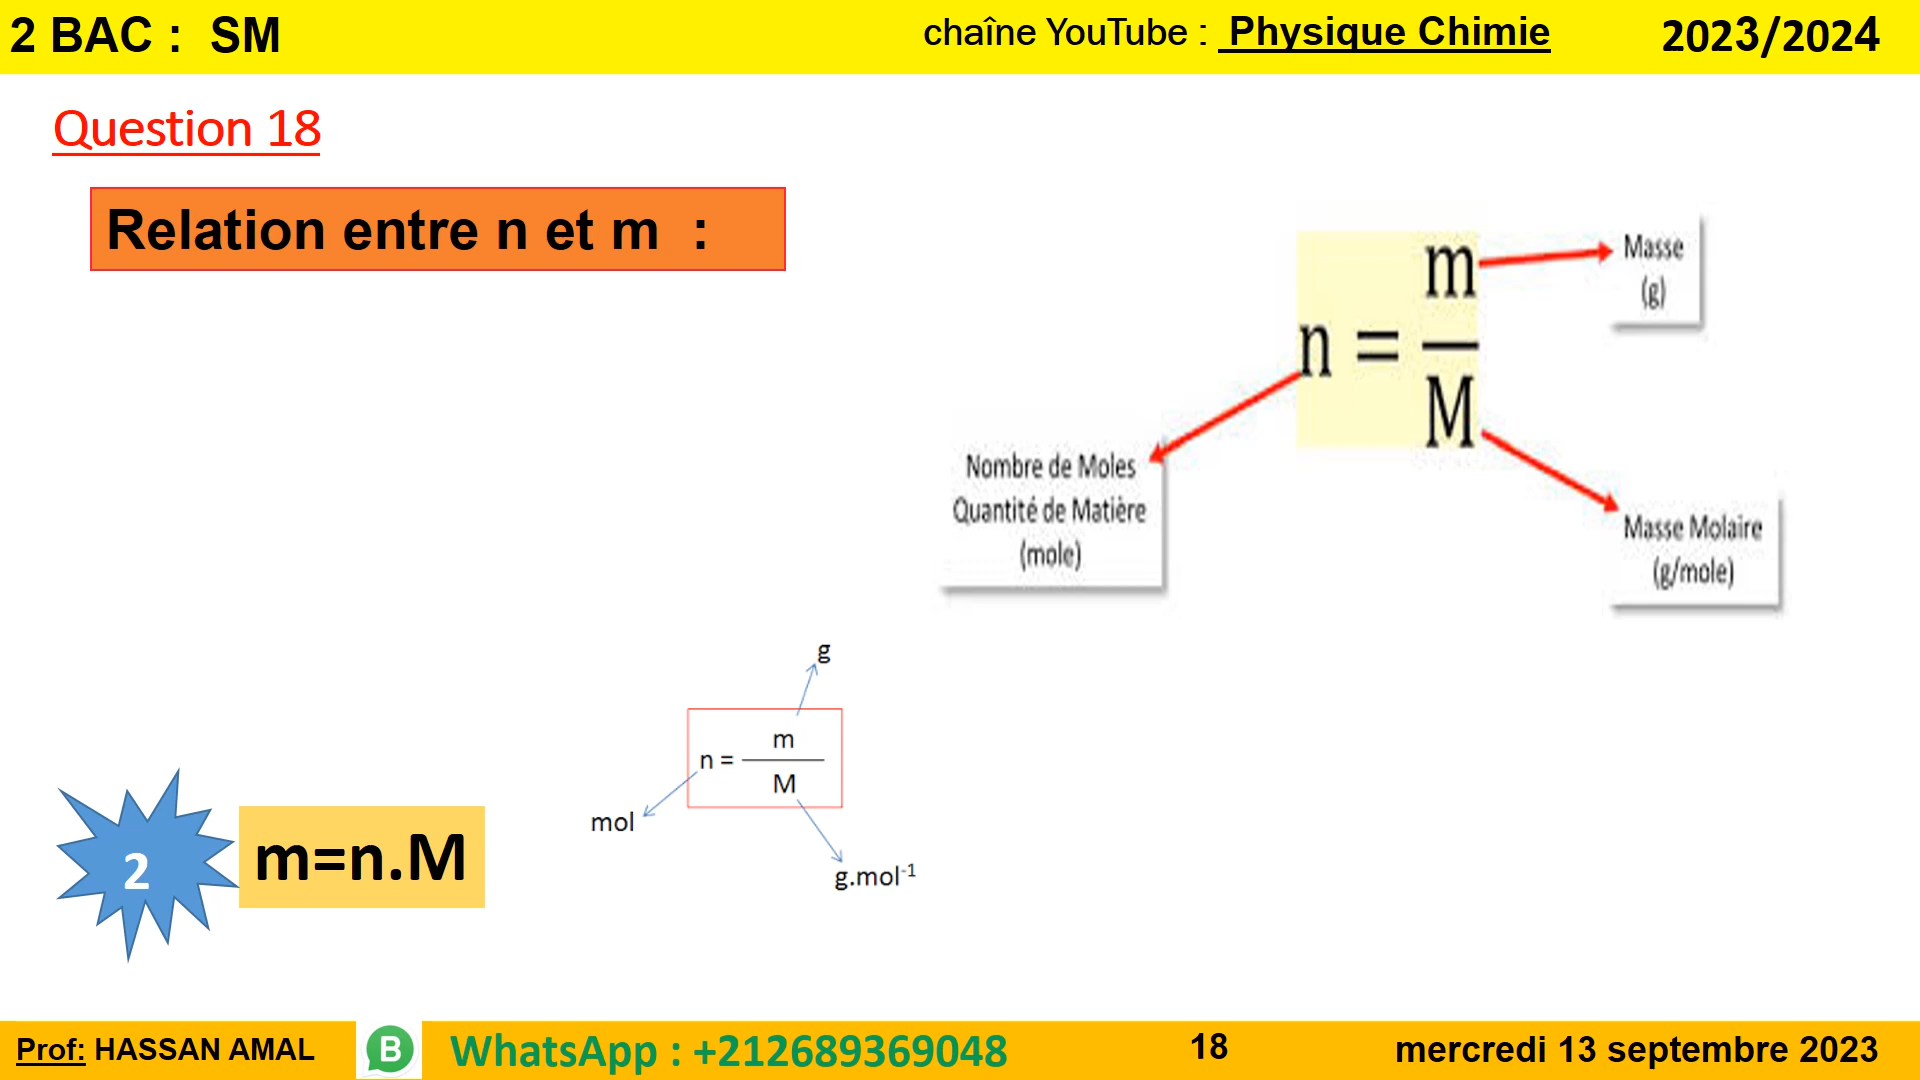 2 BAC :  SM
chaîne YouTube :  Physique Chimie
2023/2024
Question 18
Relation entre n et m  :
n = m/M
Masse
(g)
Nombre de Moles
Quantité de Matière
(mole)
Masse Molaire
(g/mole)
g
n = m/M
mol
g.mol⁻¹
2
m=n.M
Prof: HASSAN AMAL
B
WhatsApp : +212689369048
18
mercredi 13 septembre 2023